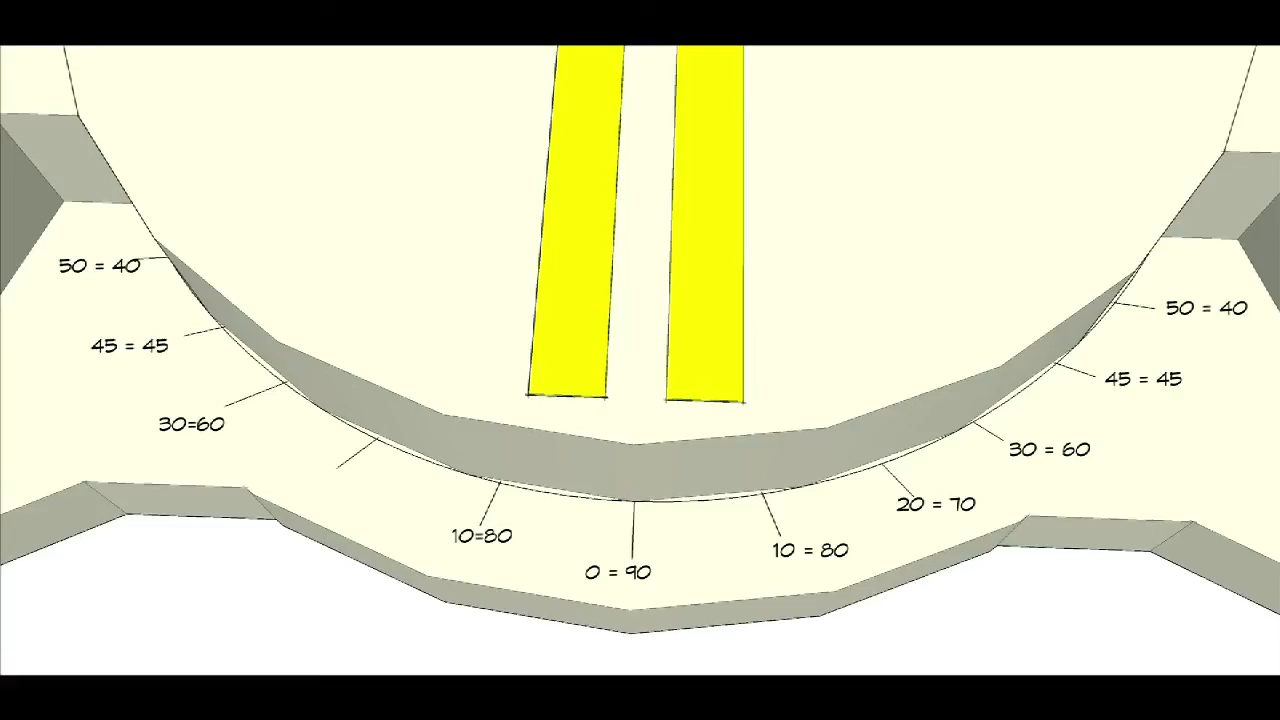 50 = 40
45 = 45
30=60
10=80
0 = 90
10 = 80
20 = 70
30 = 60
45 = 45
50 = 40